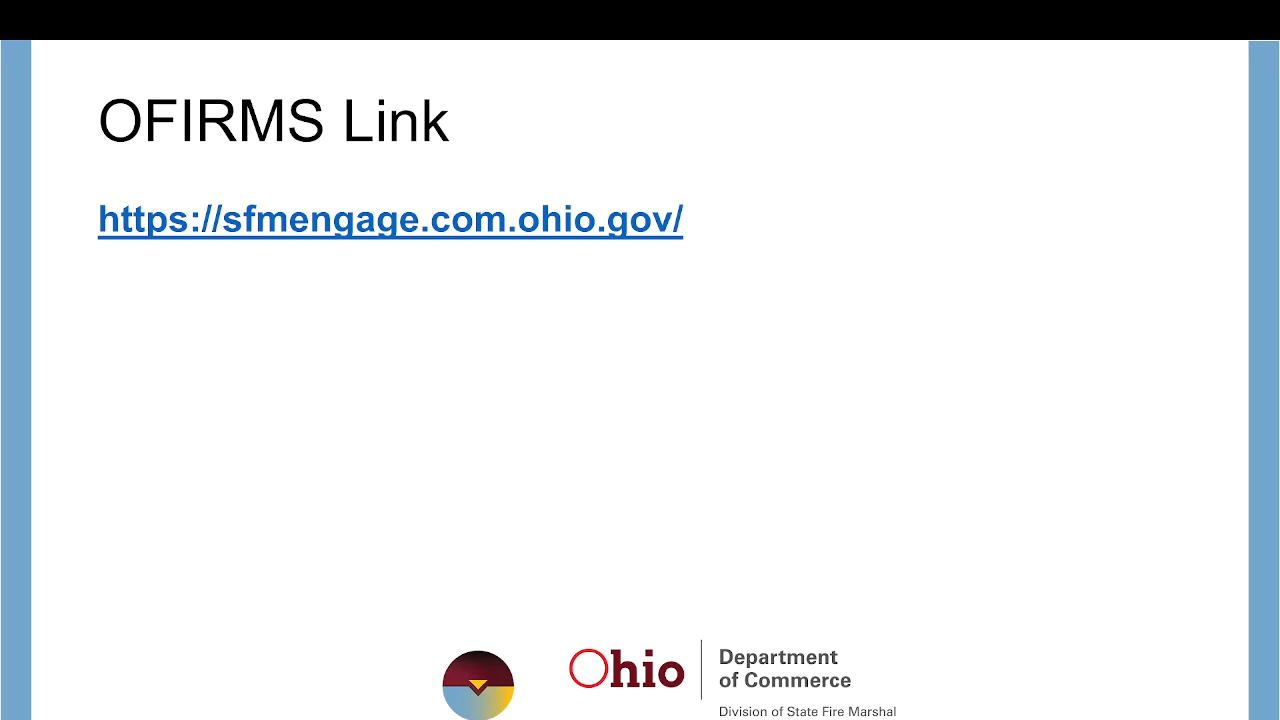 OFIRMS Link
https://sfmengage.com.ohio.gov/
Ohio
Department
of Commerce
Division of State Fire Marshal